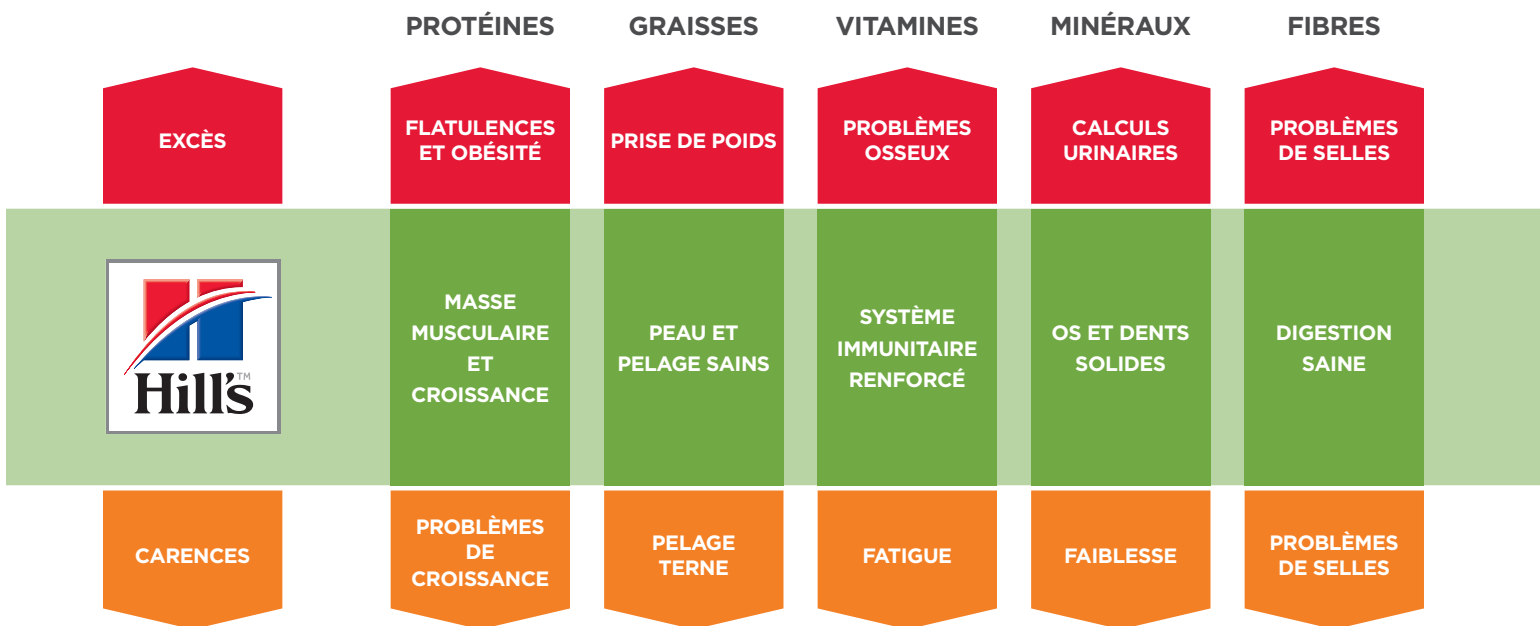 PROTÉINES GRAISSES VITAMINES MINÉRAUX FIBRES
EXCÈS
FLATULENCES
ET OBÉSITÉ
PRISE DE POIDS
PROBLÈMES
OSSEUX
CALCULS
URINAIRES
PROBLÈMES
DE SELLES
Hill's™
MASSE
MUSCULAIRE
ET
CROISSANCE
PEAU ET
PELAGE SAINS
SYSTÈME
IMMUNITAIRE
RENFORCÉ
OS ET DENTS
SOLIDES
DIGESTION
SAINE
CARENCES
PROBLÈMES
DE
CROISSANCE
PELAGE
TERNE
FATIGUE
FAIBLESSE
PROBLÈMES
DE SELLES